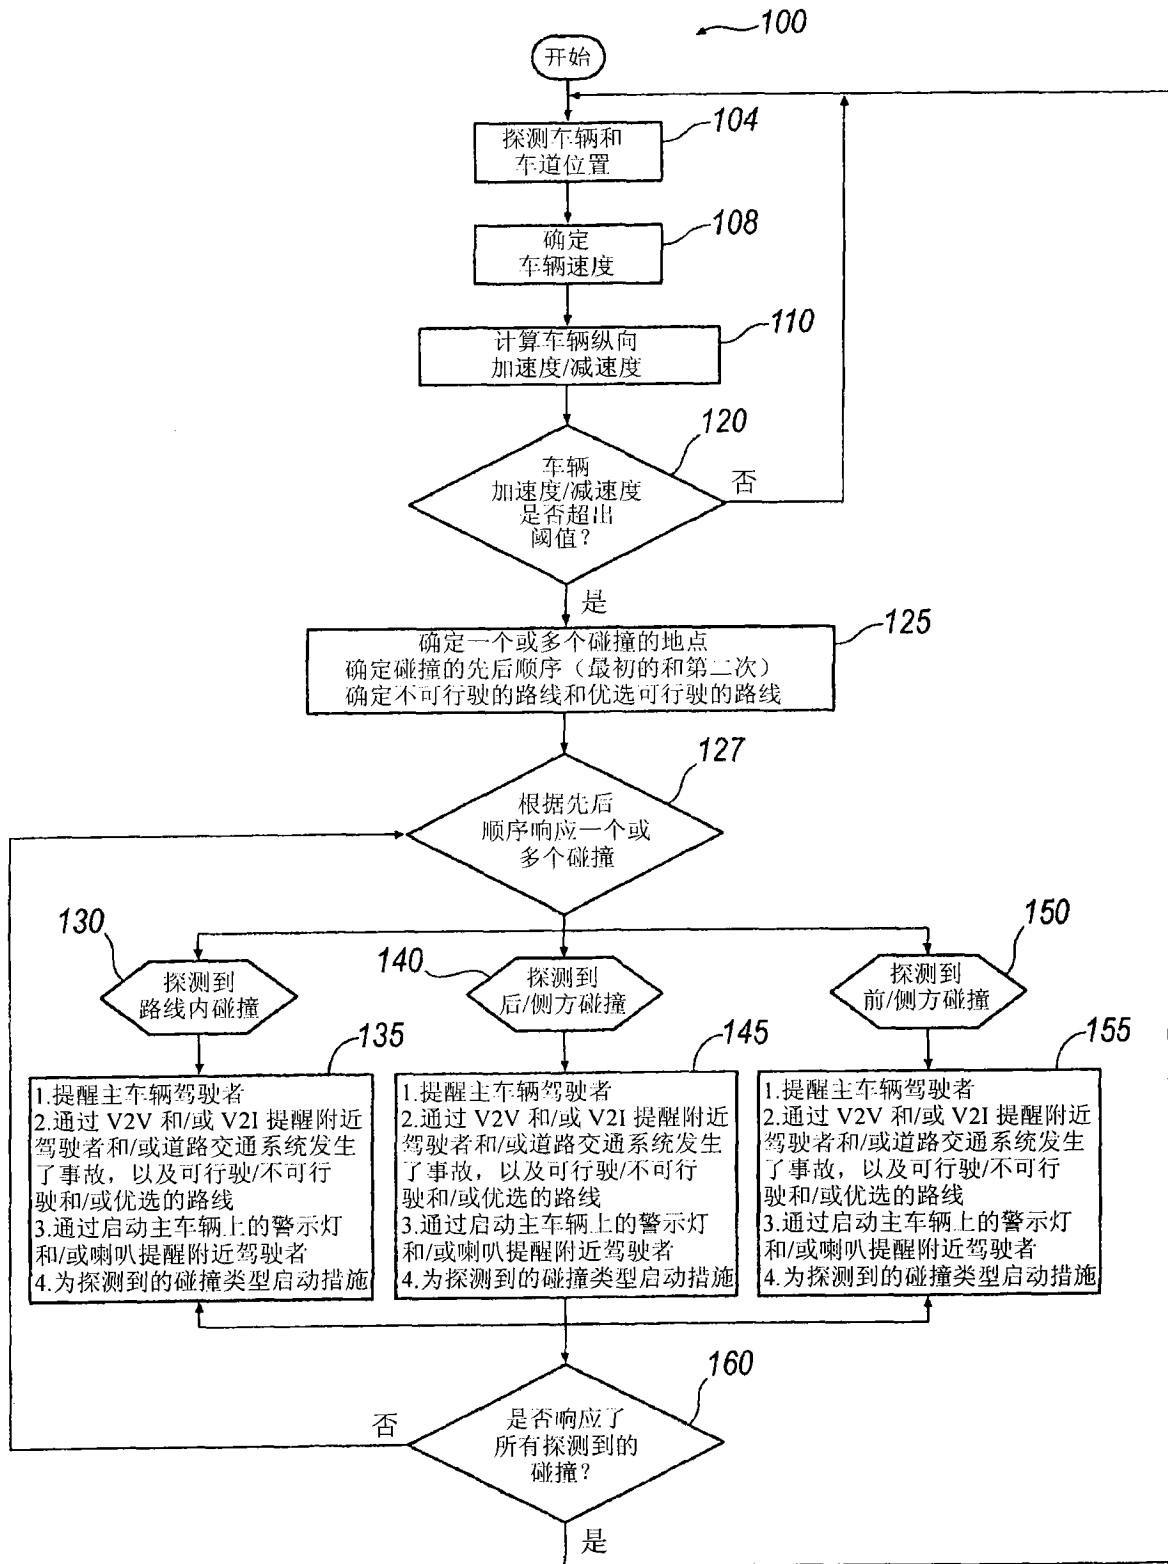 100
开始
104
探测车辆和
车道位置
108
确定
车辆速度
110
计算车辆纵向
加速度/减速度
120
车辆
加速度/减速度
是否超出
阈值？
否
是
125
确定一个或多个碰撞的地点
确定碰撞的先后顺序（最初的和第二次）
确定不可行驶的路线和优选可行驶的路线
127
根据先后
顺序响应一个或
多个碰撞
130
探测到
路线内碰撞
140
探测到
后/侧方碰撞
150
探测到
前/侧方碰撞
135
1.提醒主车辆驾驶者
2.通过 V2V 和/或 V2I 提醒附近
驾驶者和/或道路交通系统发生
了事故，以及可行驶/不可行
驶和/或优选的路线
3.通过启动主车辆上的警示灯
和/或喇叭提醒附近驾驶者
4.为探测到的碰撞类型启动措施
145
1.提醒主车辆驾驶者
2.通过 V2V 和/或 V2I 提醒附近
驾驶者和/或道路交通系统发生
了事故，以及可行驶/不可行
驶和/或优选的路线
3.通过启动主车辆上的警示灯
和/或喇叭提醒附近驾驶者
4.为探测到的碰撞类型启动措施
155
1.提醒主车辆驾驶者
2.通过 V2V 和/或 V2I 提醒附近
驾驶者和/或道路交通系统发生
了事故，以及可行驶/不可行
驶和/或优选的路线
3.通过启动主车辆上的警示灯
和/或喇叭提醒附近驾驶者
4.为探测到的碰撞类型启动措施
160
是否响应了
所有探测到的
碰撞？
否
是